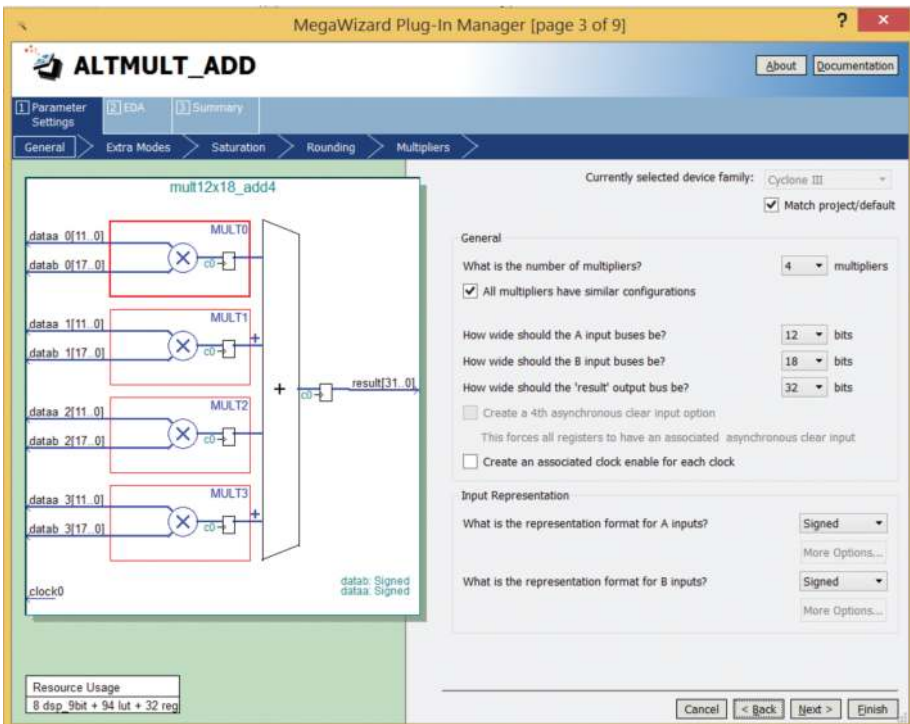 MegaWizard Plug-In Manager [page 3 of 9]
?
×
ALTMULT_ADD
About
Documentation
1 Parameter Settings
2 EDA
3 Summary
General
Extra Modes
Saturation
Rounding
Multipliers
mult12x18_add4
MULT0
dataa_0[11..0]
datab_0[17..0]
c0
MULT1
dataa_1[11..0]
datab_1[17..0]
c0
+
MULT2
dataa_2[11..0]
datab_2[17..0]
c0
MULT3
dataa_3[11..0]
datab_3[17..0]
c0
+
+
c0
result[31..0]
clock0
datab: Signed
dataa: Signed
Resource Usage
8 dsp_9bit + 94 lut + 32 reg
Currently selected device family: Cyclone III
Match project/default
General
What is the number of multipliers? 4 multipliers
All multipliers have similar configurations
How wide should the A input buses be? 12 bits
How wide should the B input buses be? 18 bits
How wide should the 'result' output bus be? 32 bits
Create a 4th asynchronous clear input option
This forces all registers to have an associated asynchronous clear input
Create an associated clock enable for each clock
Input Representation
What is the representation format for A inputs? Signed
More Options...
What is the representation format for B inputs? Signed
More Options...
Cancel
< Back
Next >
Finish